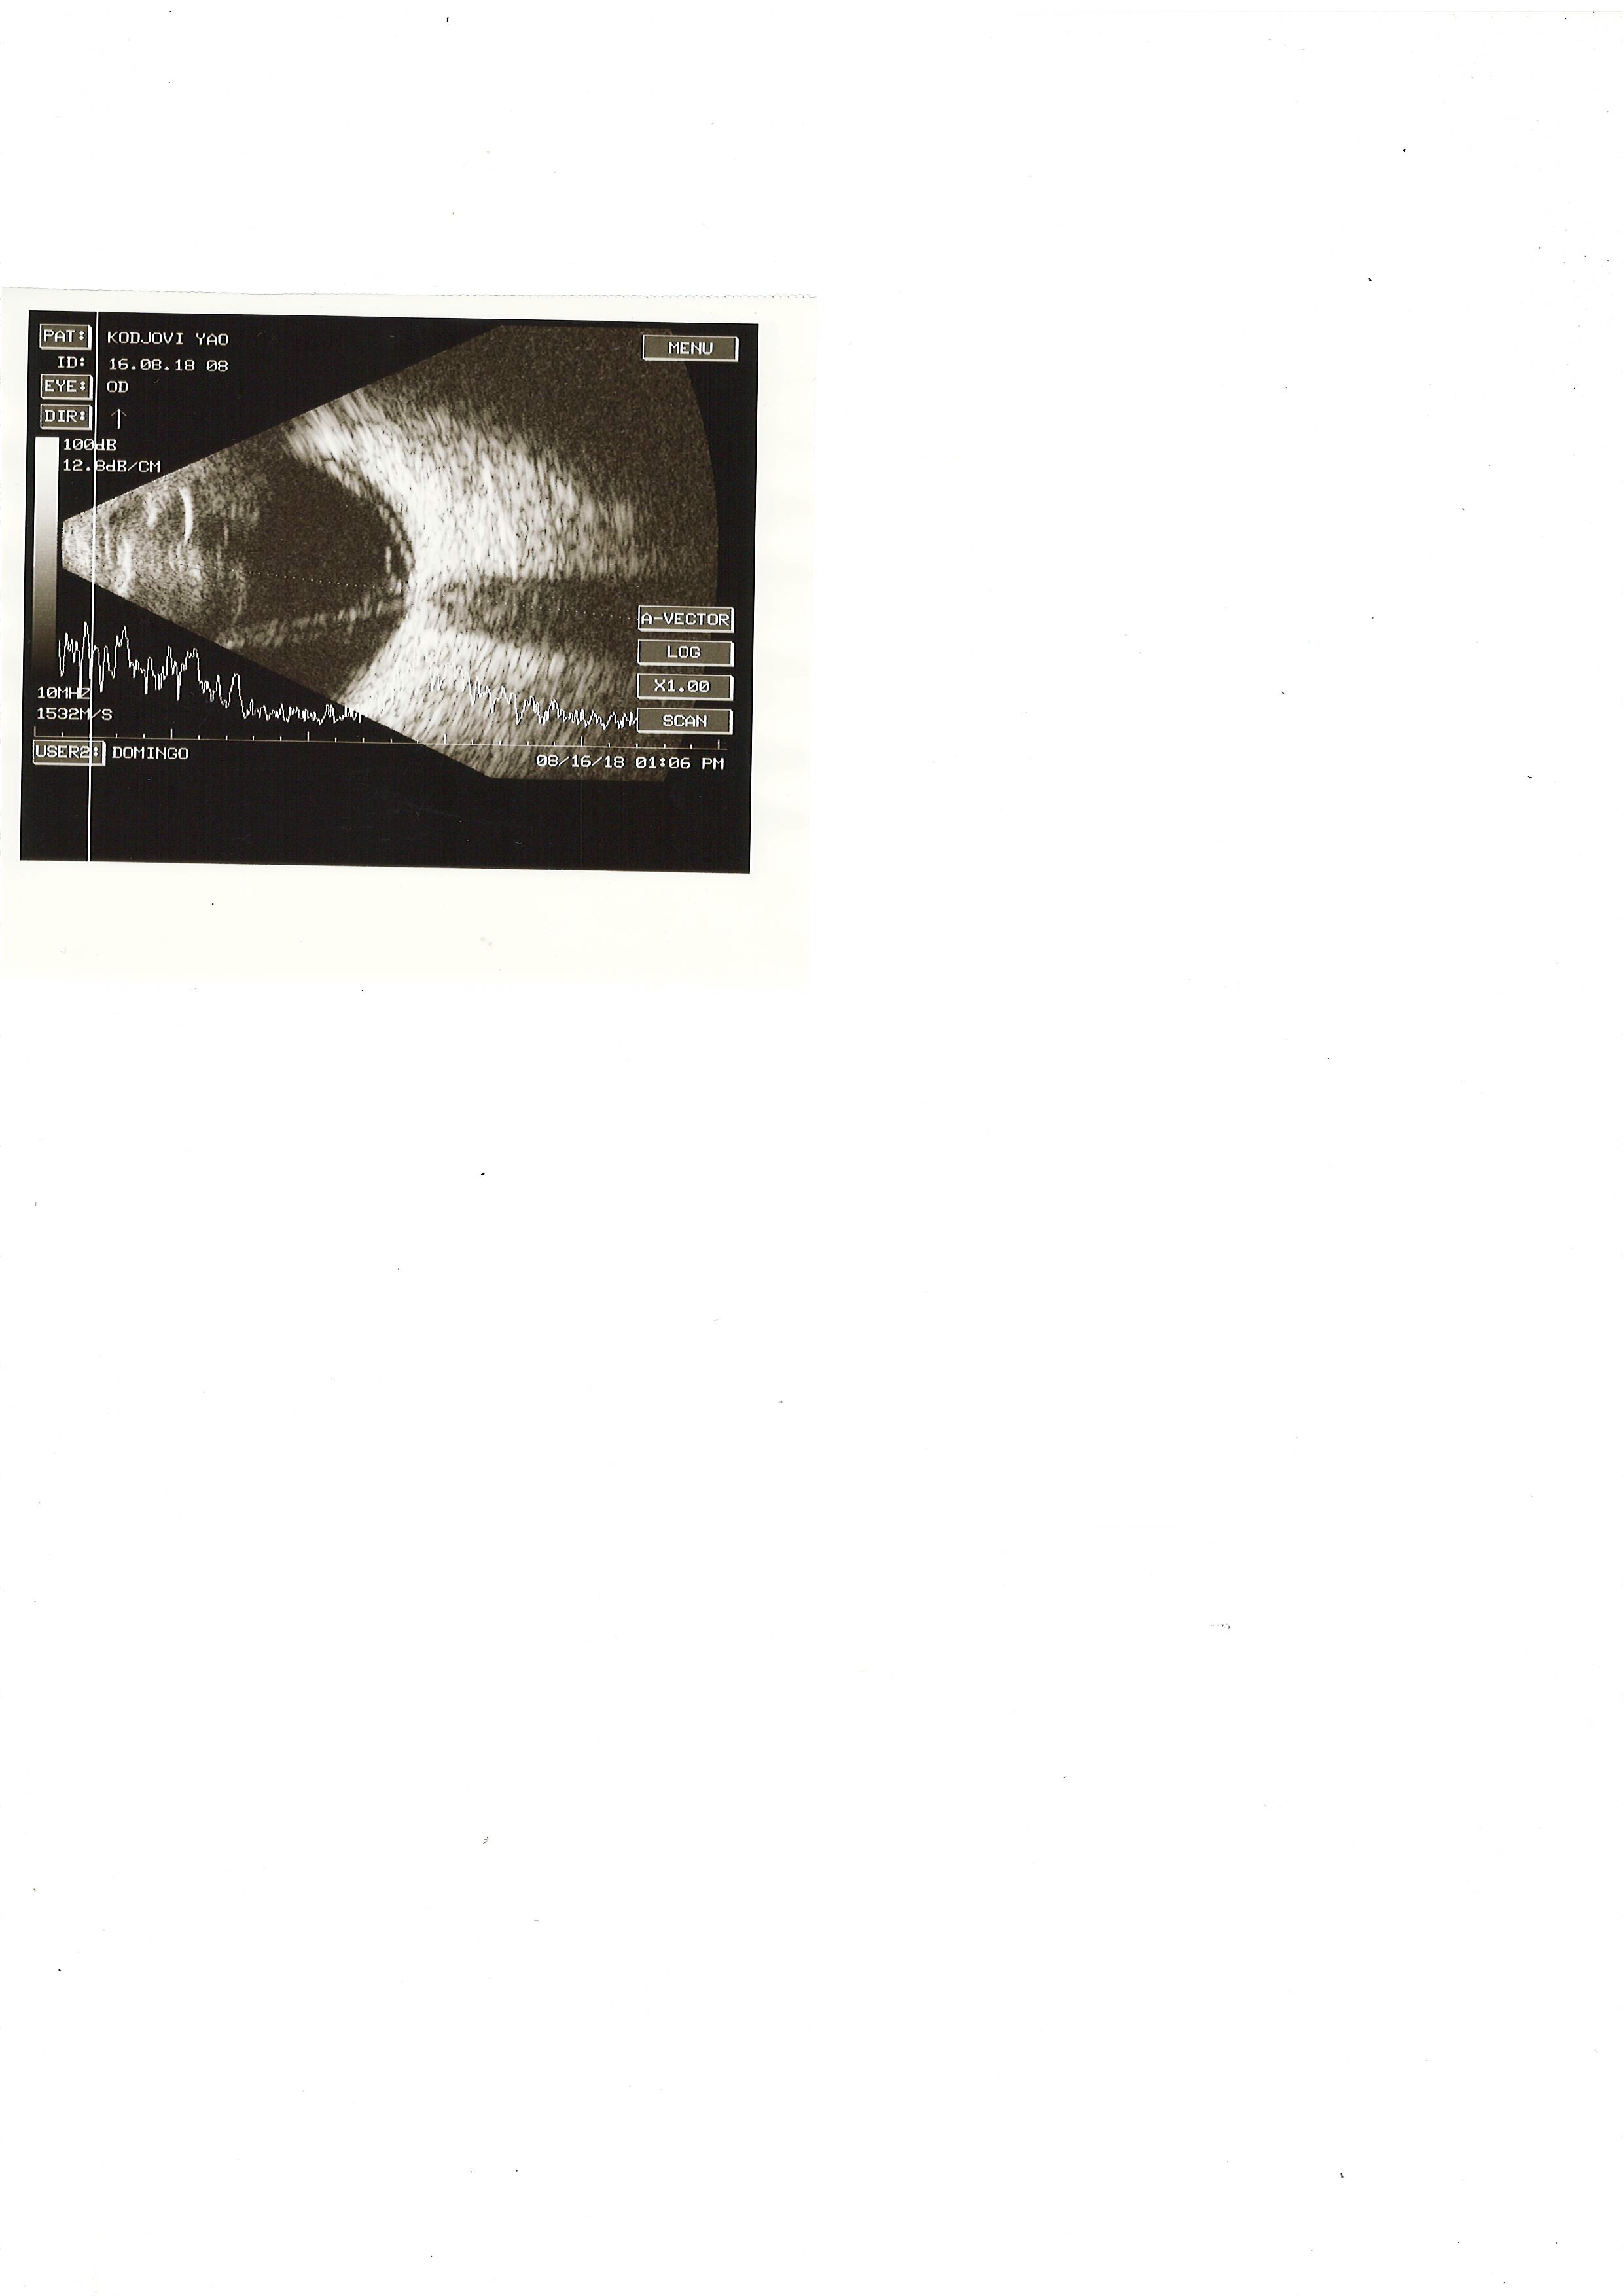 PAT: KODJOVI YAO
MENU
ID: 16.08.18 08
EYE: OD
DIR: ↑
100dB
12.8dB/CM
A-VECTOR
LOG
X1.00
10MHZ
1532M/S
SCAN
USER2: DOMINGO
08/16/18 01:06 PM